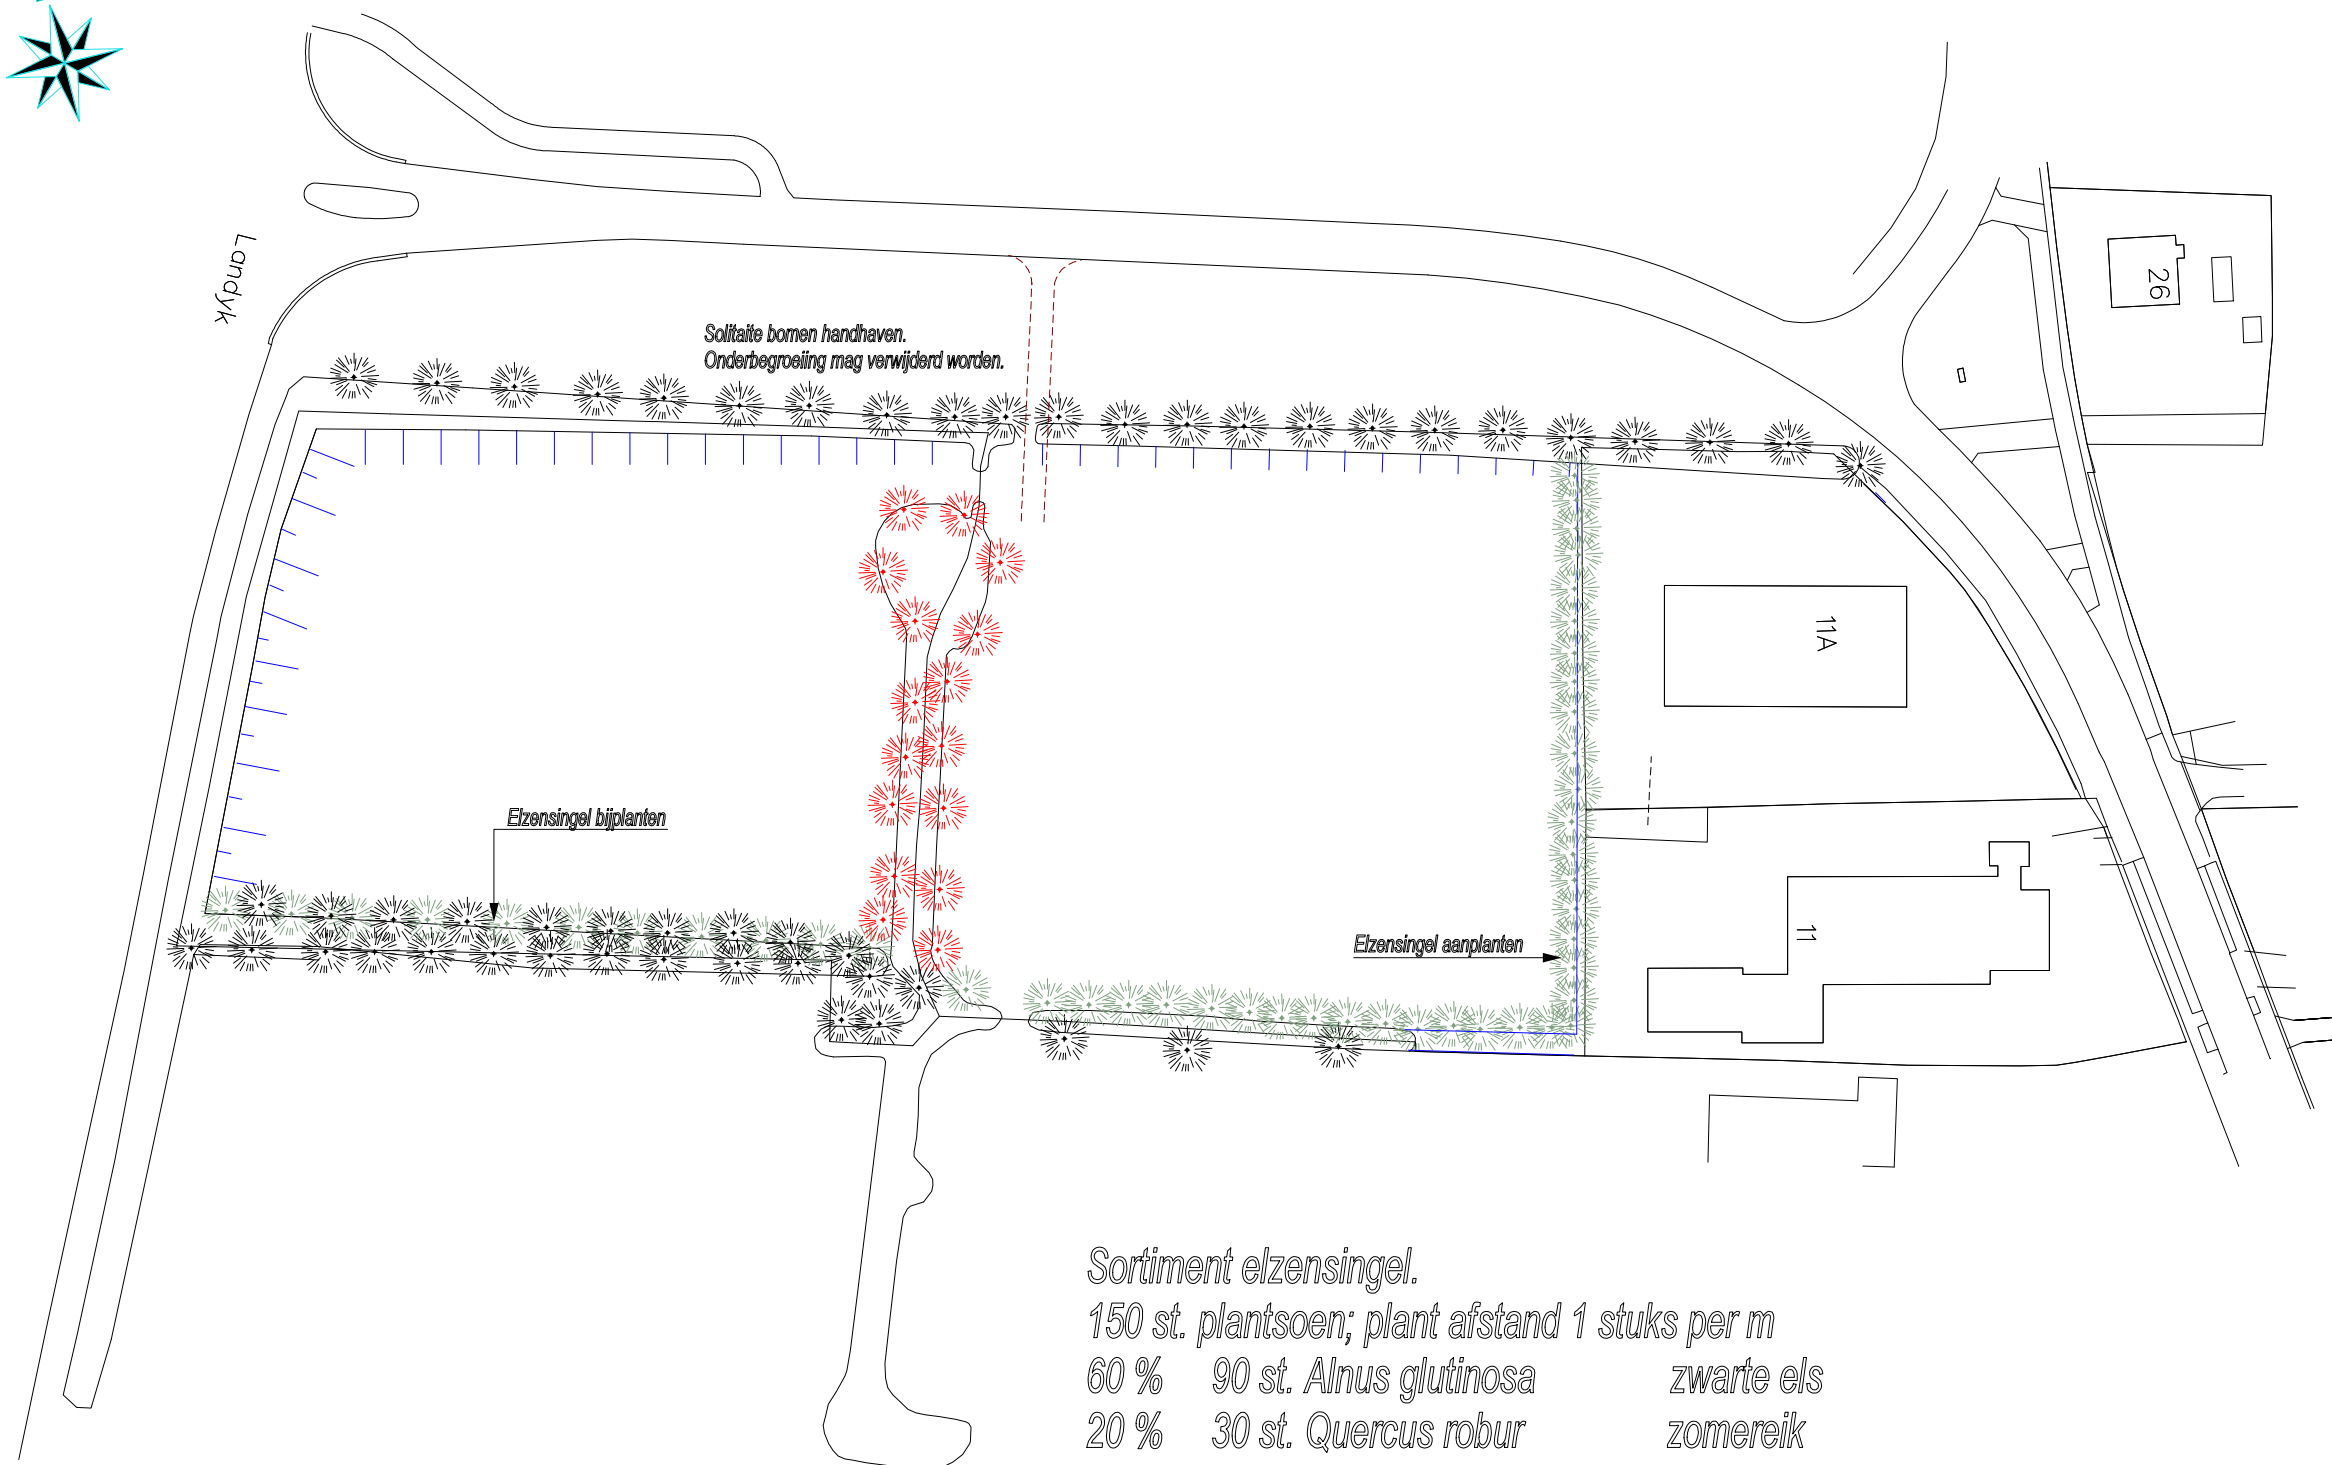 Landyk
Solitaite bomen handhaven.
Onderbegroeiing mag verwijderd worden.
26
11A
Elzensingel bijplanten
11
Elzensingel aanplanten
Sortiment elzensingel.
150 st. plantsoen; plant afstand 1 stuks per m
60 % 90 st. Alnus glutinosa zwarte els
20 % 30 st. Quercus robur zomereik